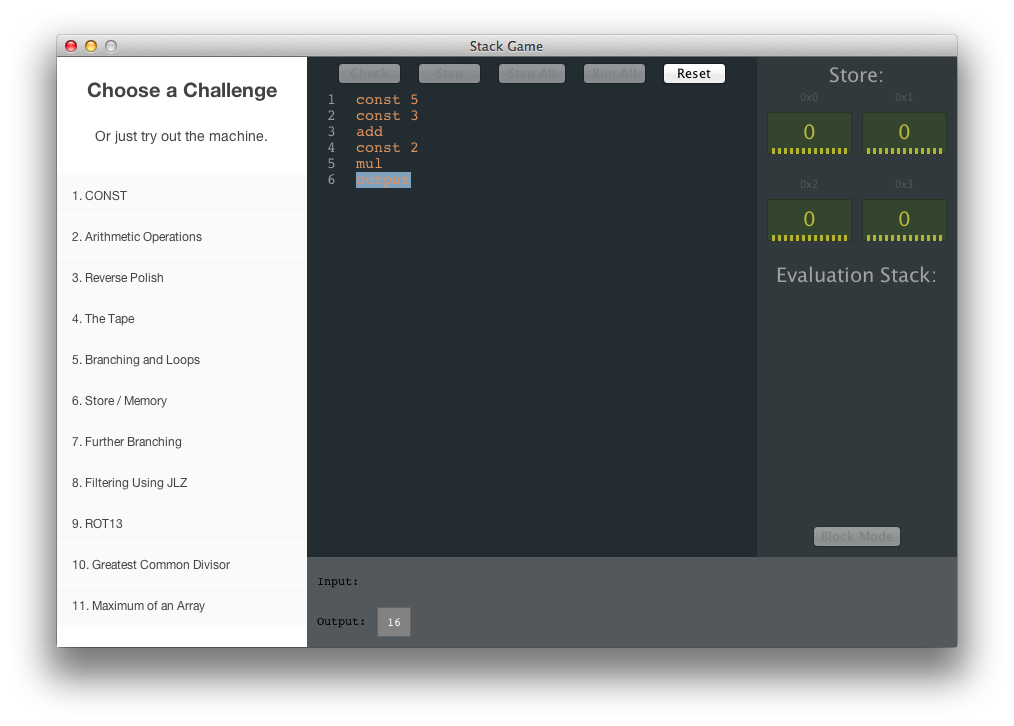 Stack Game
Choose a Challenge
Or just try out the machine.
1. CONST
2. Arithmetic Operations
3. Reverse Polish
4. The Tape
5. Branching and Loops
6. Store / Memory
7. Further Branching
8. Filtering Using JLZ
9. ROT13
10. Greatest Common Divisor
11. Maximum of an Array
Check Step Step All Run All Reset
1 const 5
2 const 3
3 add
4 const 2
5 mul
6 output
Input:
Output: 16
Store:
0x0 0x1
0 0
0x2 0x3
0 0
Evaluation Stack:
Block Mode